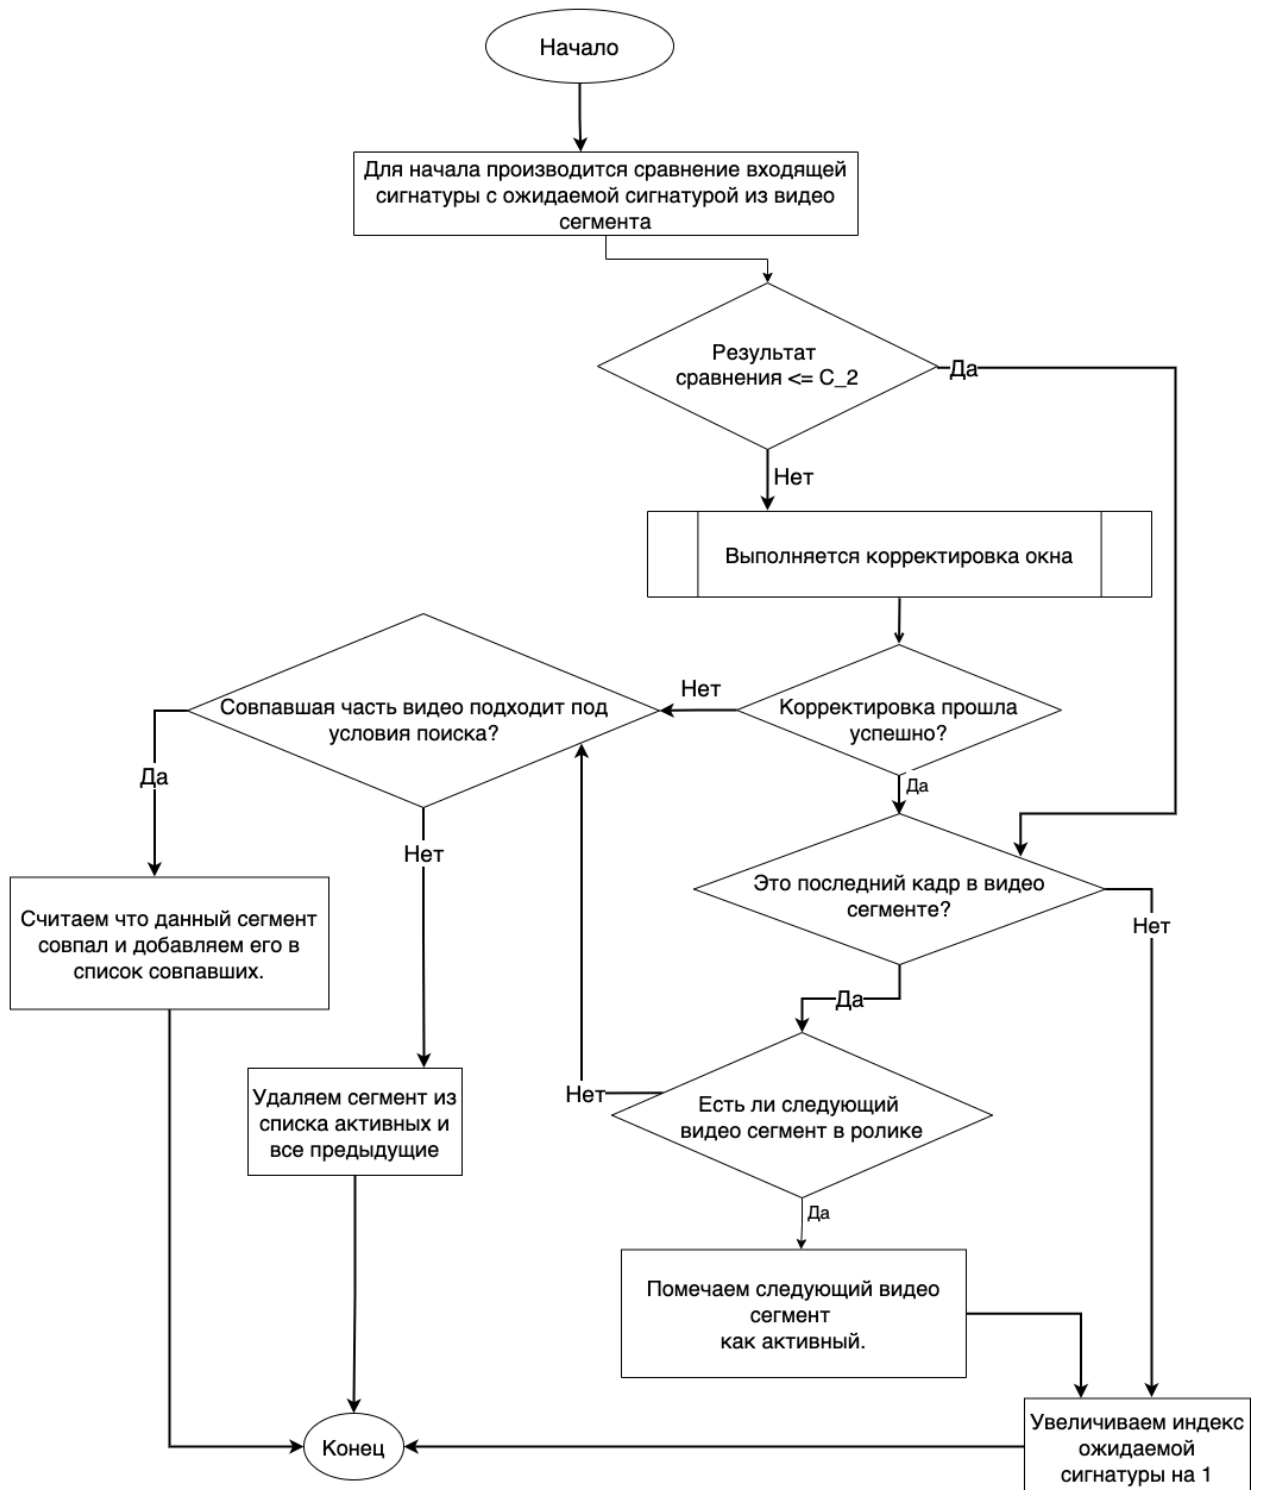 Начало
Для начала производится сравнение входящей
сигнатуры с ожидаемой сигнатурой из видео
сегмента
Результат
сравнения <= C_2
Да
Нет
Выполняется корректировка окна
Корректировка прошла
успешно?
Нет
Да
Совпавшая часть видео подходит под
условия поиска?
Да
Нет
Считаем что данный сегмент
совпал и добавляем его в
список совпавших.
Это последний кадр в видео
сегменте?
Нет
Да
Удаляем сегмент из
списка активных и
все предыдущие
Есть ли следующий
видео сегмент в ролике
Нет
Да
Помечаем следующий видео
сегмент
как активный.
Увеличиваем индекс
ожидаемой
сигнатуры на 1
Конец